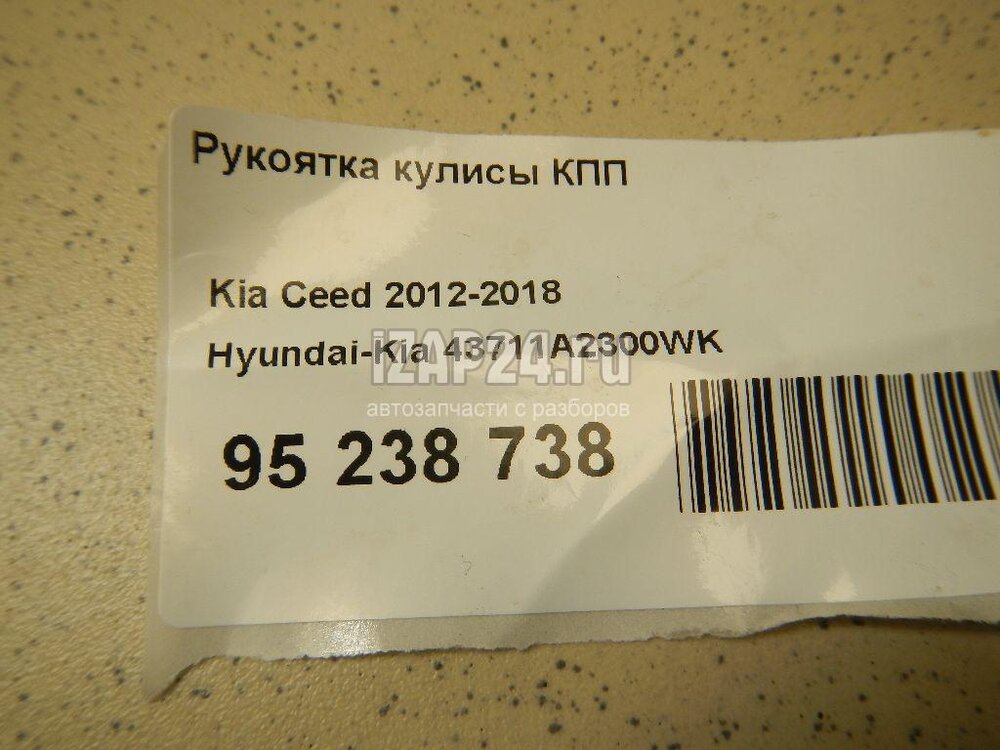 Рукоятка кулисы КПП
Kia Ceed 2012-2018
Hyundai-Kia 43711A2300WK
iZAP24.ru
автозапчасти с разборов
95 238 738